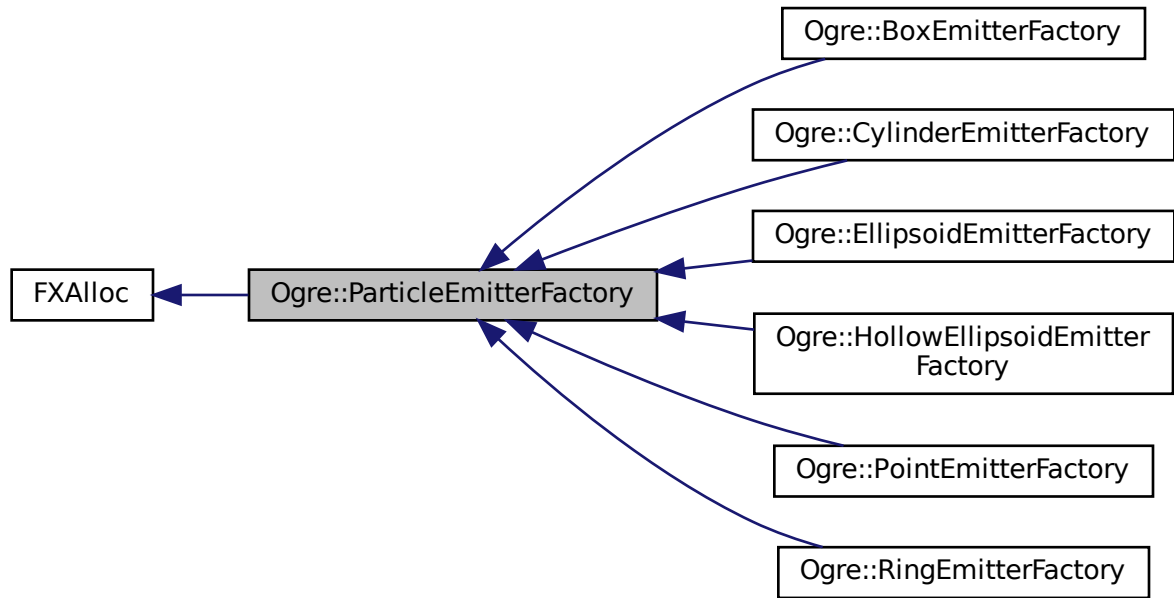 Ogre::BoxEmitterFactory
Ogre::CylinderEmitterFactory
Ogre::EllipsoidEmitterFactory
FXAlloc
Ogre::ParticleEmitterFactory
Ogre::HollowEllipsoidEmitter
Factory
Ogre::PointEmitterFactory
Ogre::RingEmitterFactory